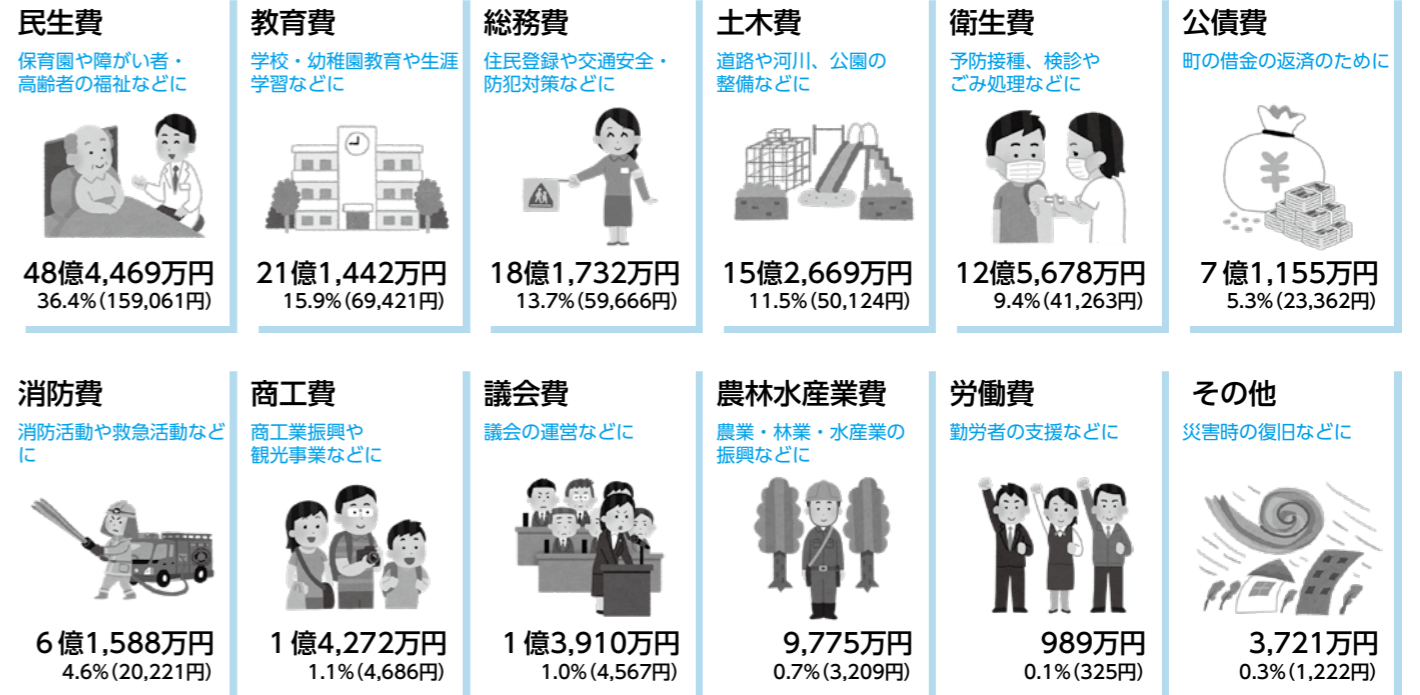 民生費
保育園や障がい者・
高齢者の福祉などに
48億4,469万円
36.4%(159,061円)
教育費
学校・幼稚園教育や生涯
学習などに
21億1,442万円
15.9%(69,421円)
総務費
住民登録や交通安全・
防犯対策などに
18億1,732万円
13.7%(59,666円)
土木費
道路や河川、公園の
整備などに
15億2,669万円
11.5%(50,124円)
衛生費
予防接種、検診や
ごみ処理などに
12億5,678万円
9.4%(41,263円)
公債費
町の借金の返済のために
¥
7億1,155万円
5.3%(23,362円)
消防費
消防活動や救急活動など
に
6億1,588万円
4.6%(20,221円)
商工費
商工業振興や
観光事業などに
1億4,272万円
1.1%(4,686円)
議会費
議会の運営などに
1億3,910万円
1.0%(4,567円)
農林水産業費
農業・林業・水産業の
振興などに
9,775万円
0.7%(3,209円)
労働費
勤労者の支援などに
989万円
0.1%(325円)
その他
災害時の復旧などに
3,721万円
0.3%(1,222円)